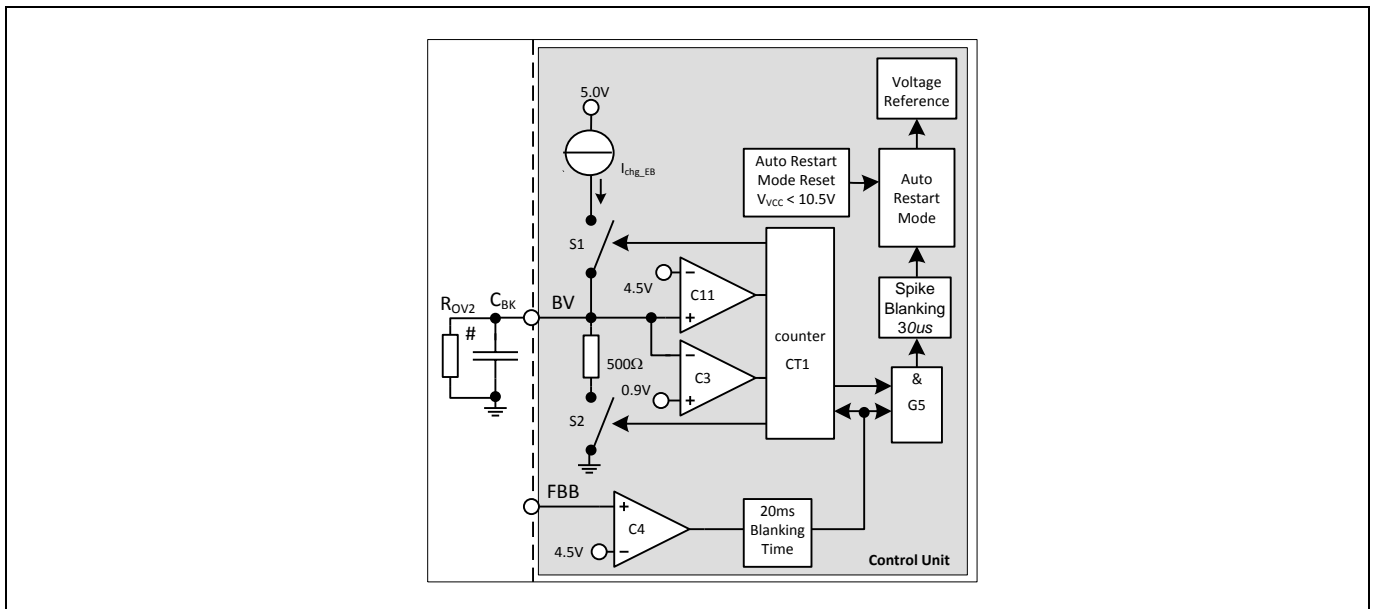 Voltage
Reference
5.0V
Ichg_EB
Auto Restart
Mode Reset
VVCC < 10.5V
Auto
Restart
Mode
S1
4.5V
C11
Spike
Blanking
30us
ROV2
CBK
BV
#
500Ω
counter
CT1
C3
0.9V
&
G5
S2
FBB
C4
20ms
Blanking
Time
4.5V
Control Unit